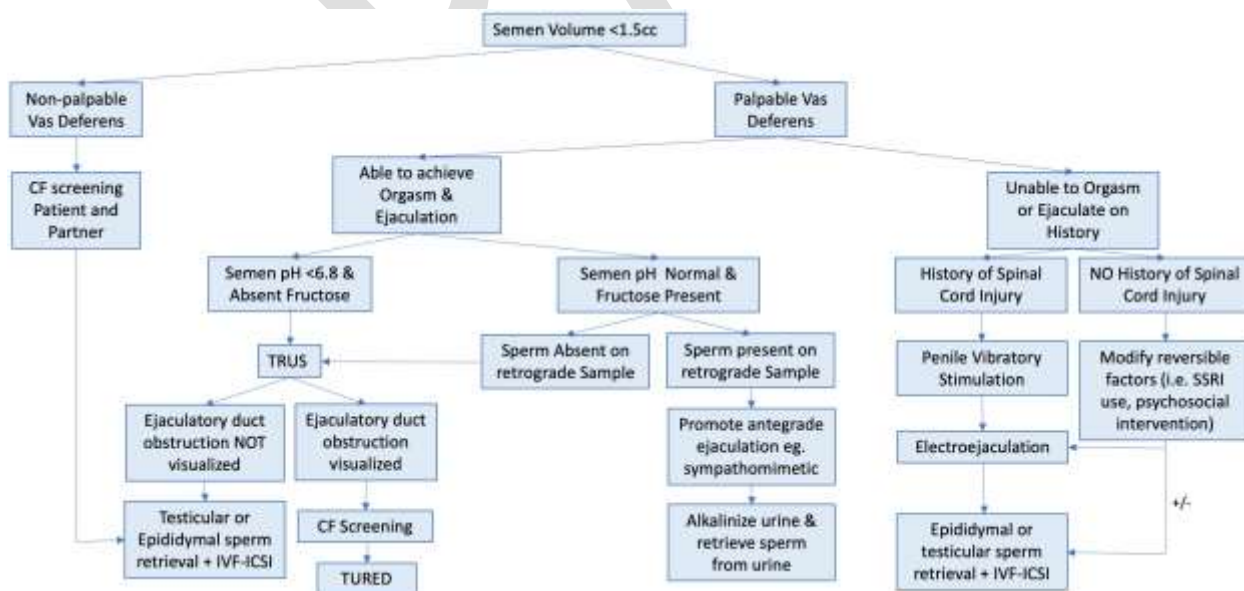 Semen Volume <1.5cc
Non-palpable
Vas Deferens
Palpable Vas
Deferens
CF screening
Patient and
Partner
Able to achieve
Orgasm &
Ejaculation
Unable to Orgasm
or Ejaculate on
History
Semen pH <6.8 &
Absent Fructose
Semen pH Normal &
Fructose Present
History of Spinal
Cord Injury
NO History of Spinal
Cord Injury
TRUS
Sperm Absent on
retrograde Sample
Sperm present on
retrograde Sample
Penile Vibratory
Stimulation
Modify reversible
factors (i.e. SSRI
use, psychosocial
intervention)
Ejaculatory duct
obstruction NOT
visualized
Ejaculatory duct
obstruction
visualized
Promote antegrade
ejaculation eg.
sympathomimetic
Electroejaculation
+/-
Testicular or
Epididymal sperm
retrieval + IVF-ICSI
CF Screening
TURED
Alkalinize urine &
retrieve sperm
from urine
Epididymal or
testicular sperm
retrieval + IVF-ICSI